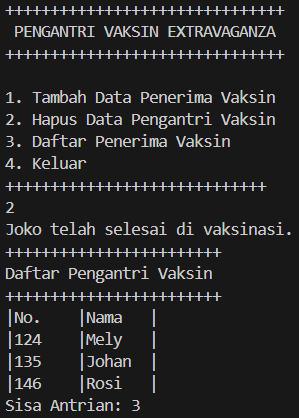 +++++++++++++++++++++++++++++++
PENGANTRI VAKSIN EXTRAVAGANZA
+++++++++++++++++++++++++++++++
1. Tambah Data Penerima Vaksin
2. Hapus Data Pengantri Vaksin
3. Daftar Penerima Vaksin
4. Keluar
+++++++++++++++++++++++++++++
2
Joko telah selesai di vaksinasi.
++++++++++++++++++++++++
Daftar Pengantri Vaksin
++++++++++++++++++++++++
|No.    |Nama   |
|124    |Mely   |
|135    |Johan  |
|146    |Rosi   |
Sisa Antrian: 3